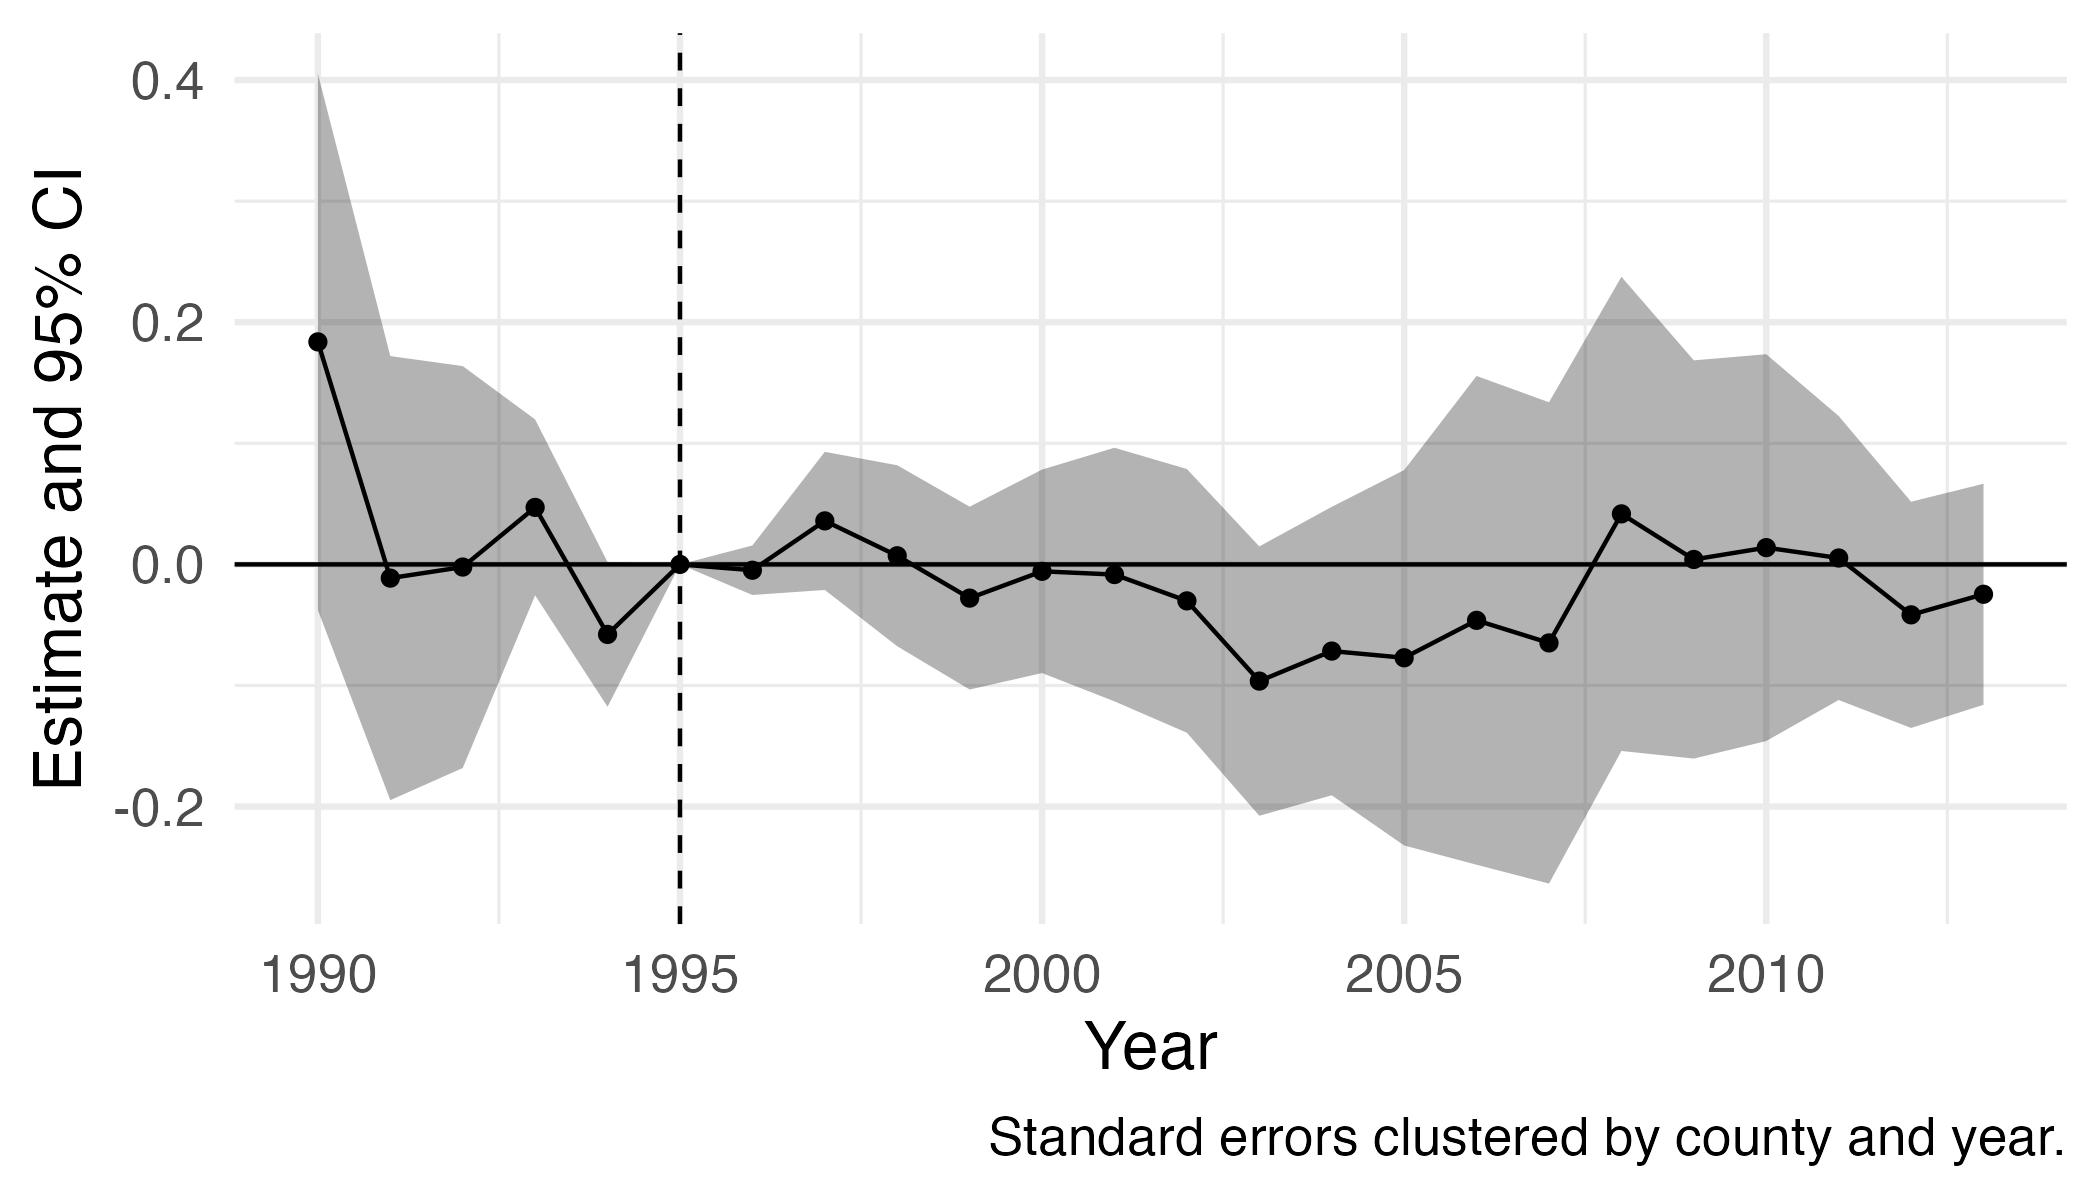 Estimate and 95% CI
0.4
0.2
0.0
-0.2
1990 1995 2000 2005 2010
Year
Standard errors clustered by county and year.